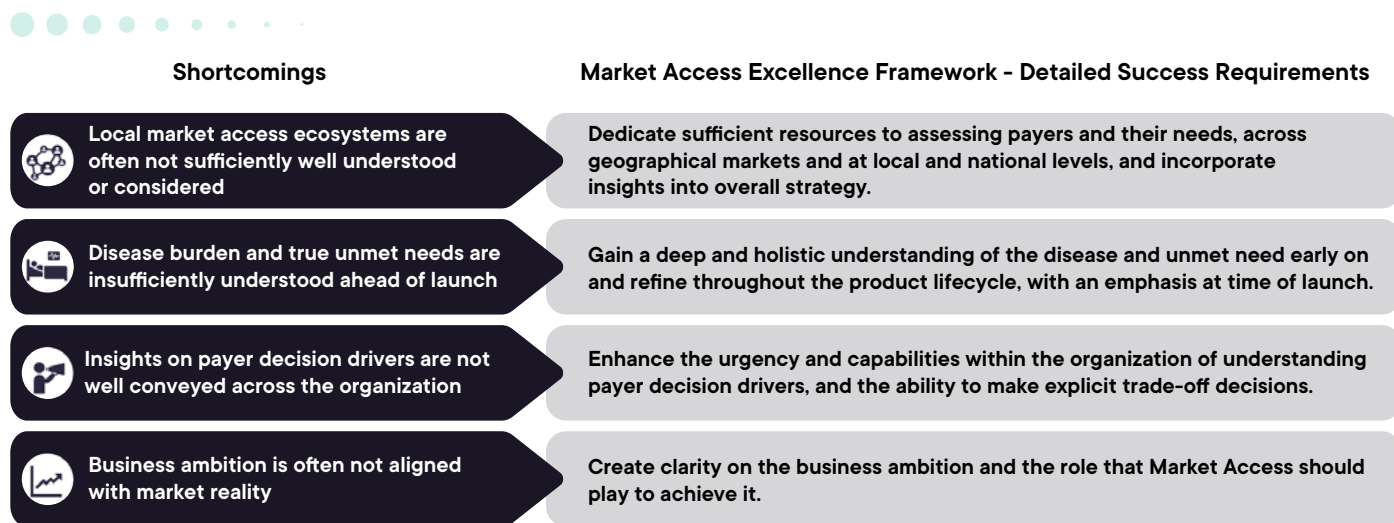 Shortcomings
Market Access Excellence Framework - Detailed Success Requirements
Local market access ecosystems are
often not sufficiently well understood
or considered
Dedicate sufficient resources to assessing payers and their needs, across
geographical markets and at local and national levels, and incorporate
insights into overall strategy.
Disease burden and true unmet needs are
insufficiently understood ahead of launch
Gain a deep and holistic understanding of the disease and unmet need early on
and refine throughout the product lifecycle, with an emphasis at time of launch.
Insights on payer decision drivers are not
well conveyed across the organization
Enhance the urgency and capabilities within the organization of understanding
payer decision drivers, and the ability to make explicit trade-off decisions.
Business ambition is often not aligned
with market reality
Create clarity on the business ambition and the role that Market Access should
play to achieve it.